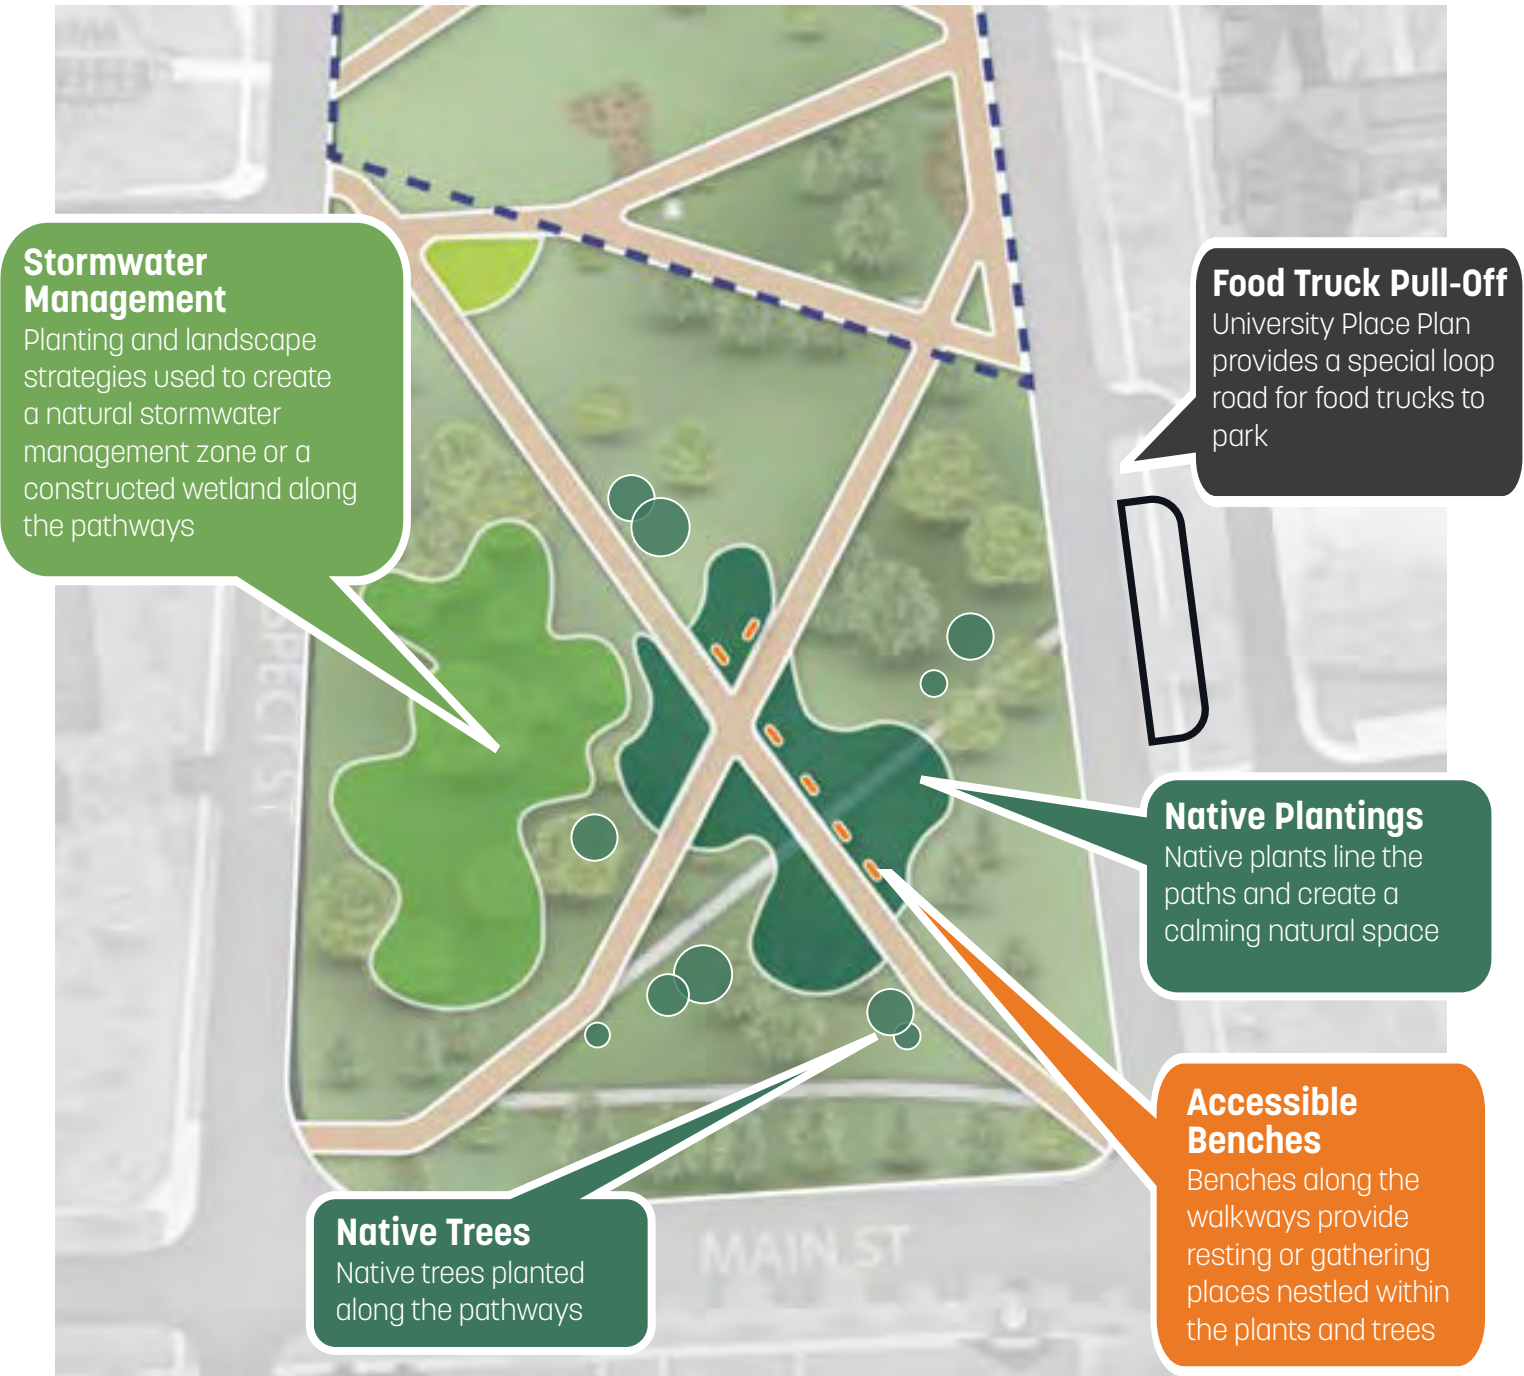 Stormwater
Management
Planting and landscape
strategies used to create
a natural stormwater
management zone or a
constructed wetland along
the pathways
Food Truck Pull-Off
University Place Plan
provides a special loop
road for food trucks to
park
Native Plantings
Native plants line the
paths and create a
calming natural space
Accessible
Benches
Benches along the
walkways provide
resting or gathering
places nestled within
the plants and trees
Native Trees
Native trees planted
along the pathways
MAIN ST